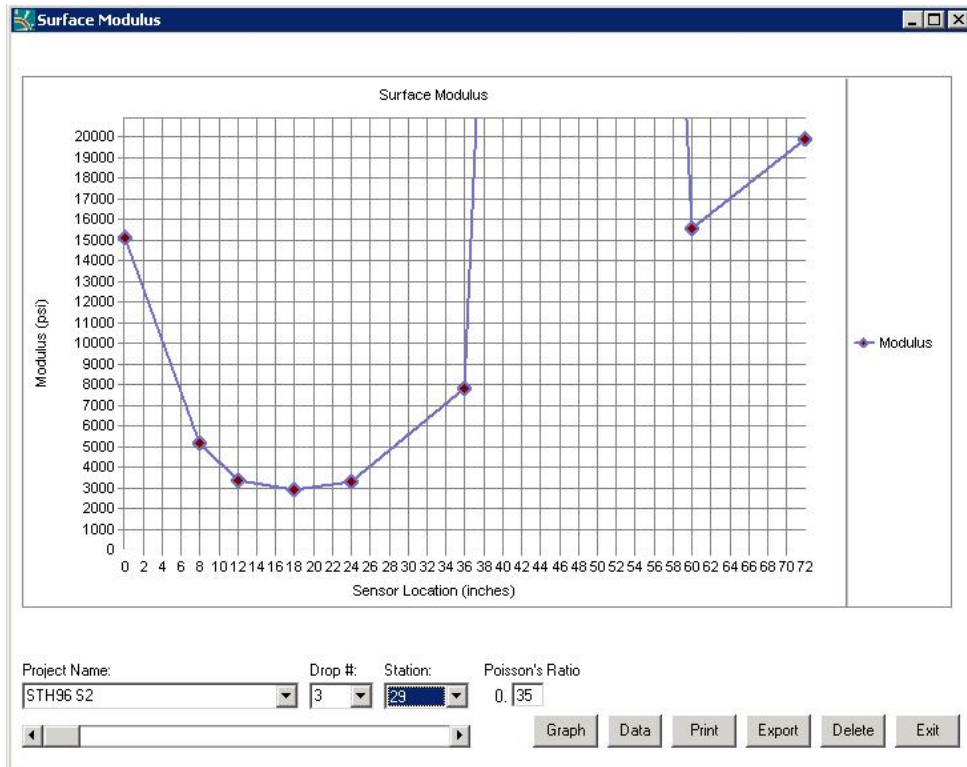 Surface Modulus
Surface Modulus
20000
19000
18000
17000
16000
15000
14000
13000
12000
11000
10000
9000
8000
7000
6000
5000
4000
3000
2000
1000
0
Modulus (psi)
0 2 4 6 8 10 12 14 16 18 20 22 24 26 28 30 32 34 36 38 40 42 44 46 48 50 52 54 56 58 60 62 64 66 68 70 72
Sensor Location (inches)
Modulus
Project Name: Drop #: Station: Poisson's Ratio
STH96 S2 3 29 0. 35
Graph Data Print Export Delete Exit